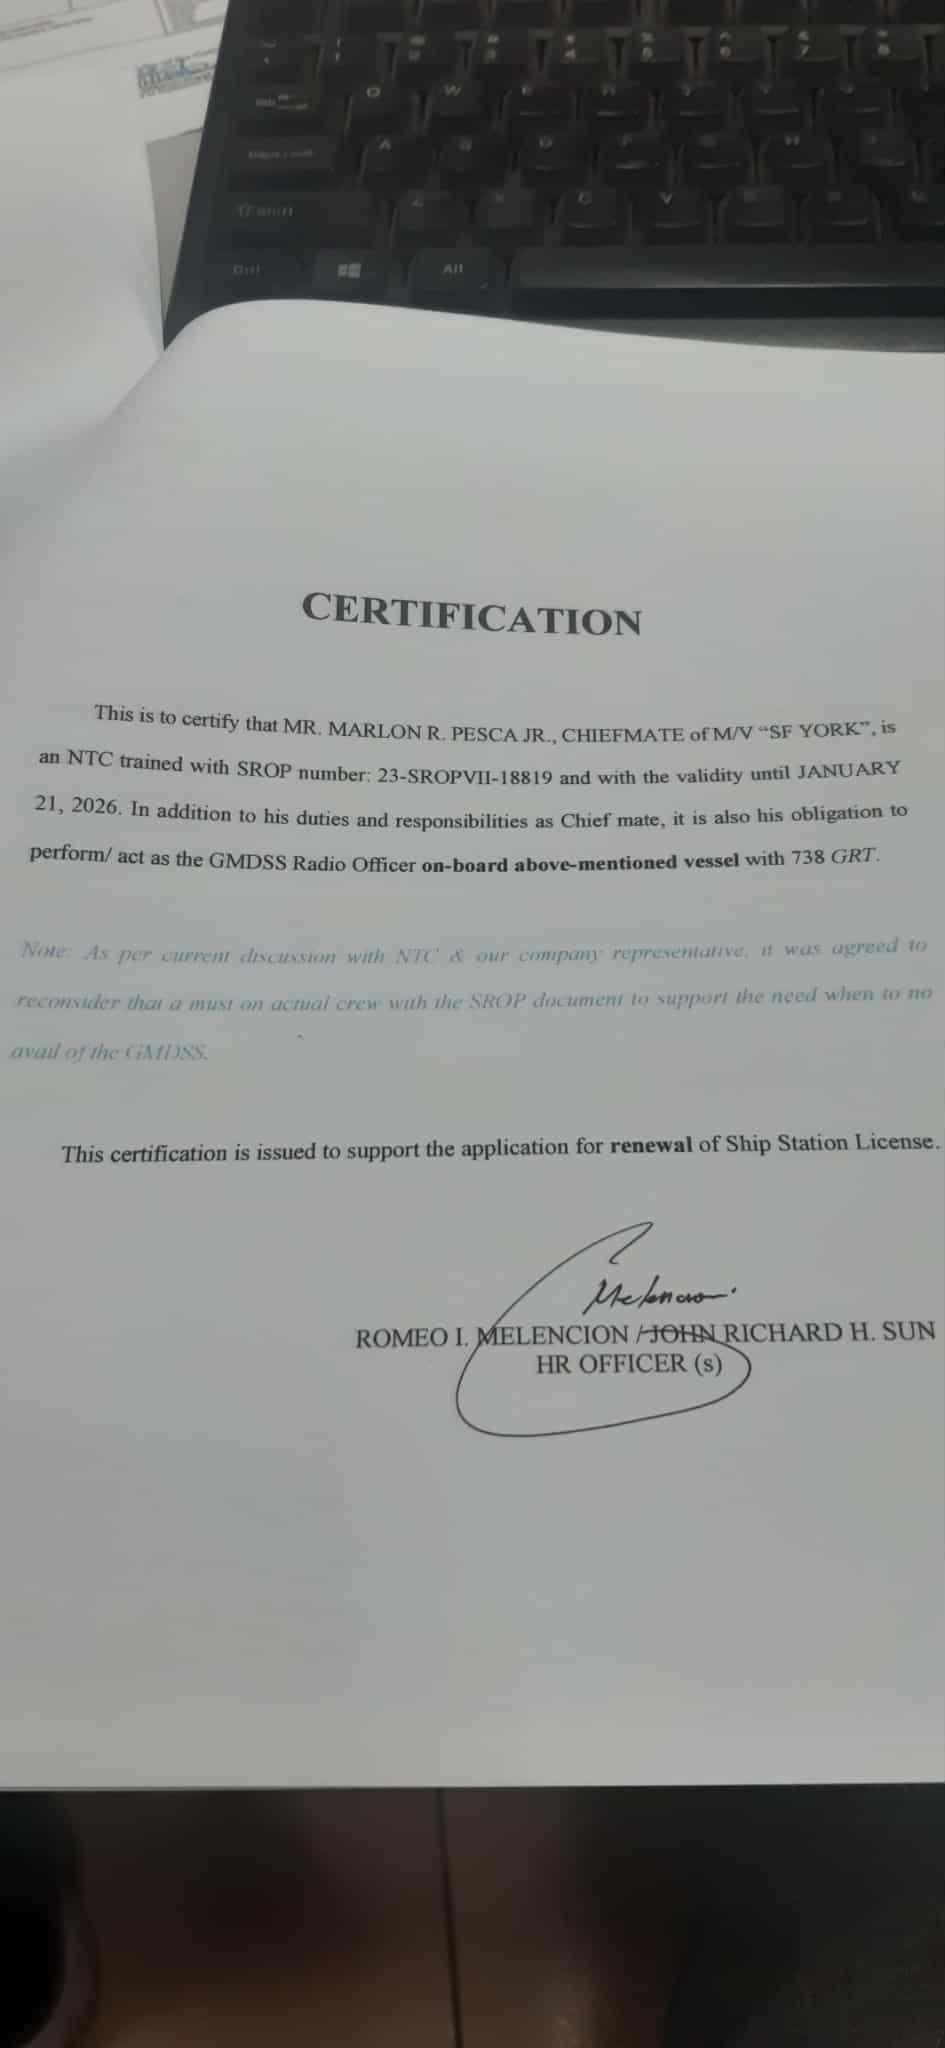 Q W
A S D F H
Z X C V
Ctrl Alt
CERTIFICATION
This is to certify that MR. MARLON R. PESCA JR., CHIEFMATE of M/V “SF YORK”, is
an NTC trained with SROP number: 23-SROPVII-18819 and with the validity until JANUARY
21, 2026. In addition to his duties and responsibilities as Chief mate, it is also his obligation to
perform/ act as the GMDSS Radio Officer on-board above-mentioned vessel with 738 GRT.
Note: As per current discussion with NTC & our company representative, it was agreed to
reconsider that a must on actual crew with the SROP document to support the need when to no
avail of the GMDSS.
This certification is issued to support the application for renewal of Ship Station License.
Melencion
ROMEO I. MELENCION / JOHN RICHARD H. SUN
HR OFFICER (s)